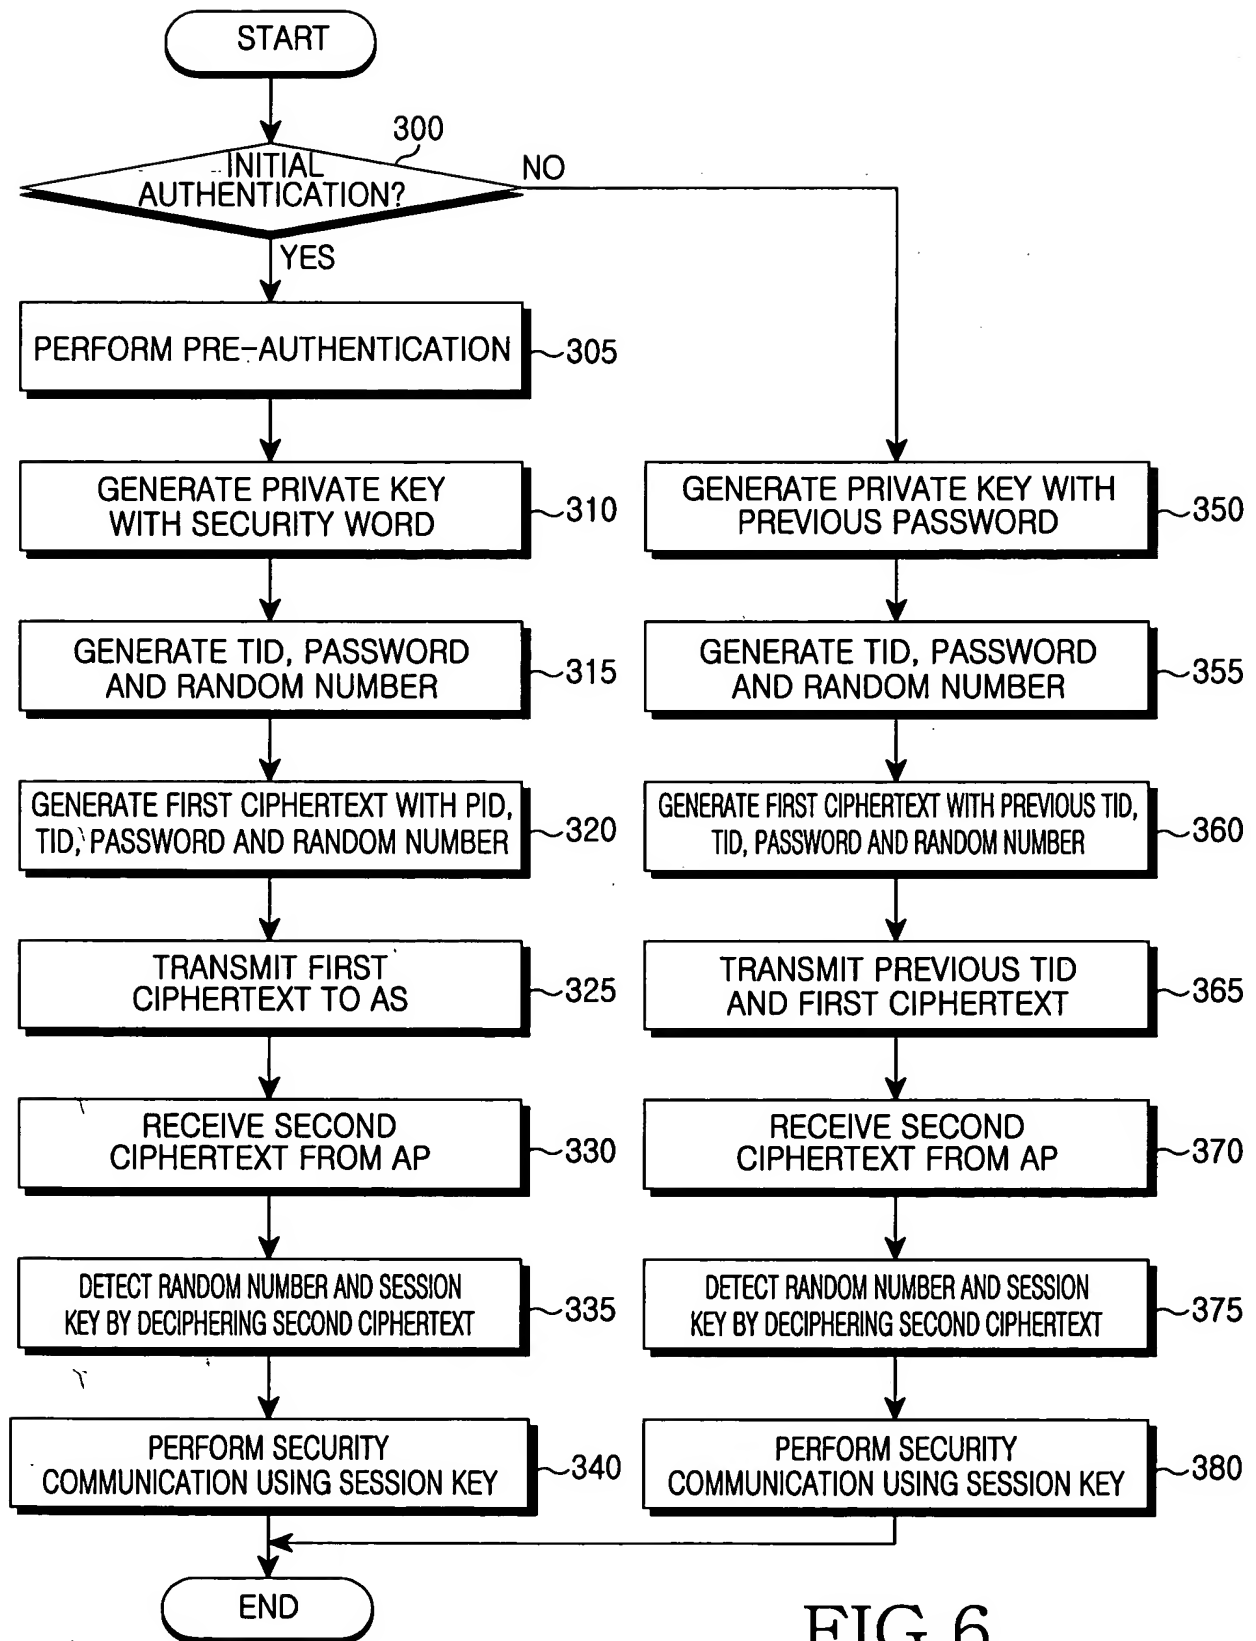 START
300
INITIAL
AUTHENTICATION?
NO
YES
PERFORM PRE-AUTHENTICATION
305
GENERATE PRIVATE KEY
WITH SECURITY WORD
310
GENERATE TID, PASSWORD
AND RANDOM NUMBER
315
GENERATE FIRST CIPHERTEXT WITH PID,
TID, PASSWORD AND RANDOM NUMBER
320
TRANSMIT FIRST
CIPHERTEXT TO AS
325
RECEIVE SECOND
CIPHERTEXT FROM AP
330
DETECT RANDOM NUMBER AND SESSION
KEY BY DECIPHERING SECOND CIPHERTEXT
335
PERFORM SECURITY
COMMUNICATION USING SESSION KEY
340
GENERATE PRIVATE KEY WITH
PREVIOUS PASSWORD
350
GENERATE TID, PASSWORD
AND RANDOM NUMBER
355
GENERATE FIRST CIPHERTEXT WITH PREVIOUS TID,
TID, PASSWORD AND RANDOM NUMBER
360
TRANSMIT PREVIOUS TID
AND FIRST CIPHERTEXT
365
RECEIVE SECOND
CIPHERTEXT FROM AP
370
DETECT RANDOM NUMBER AND SESSION
KEY BY DECIPHERING SECOND CIPHERTEXT
375
PERFORM SECURITY
COMMUNICATION USING SESSION KEY
380
END
FIG.6